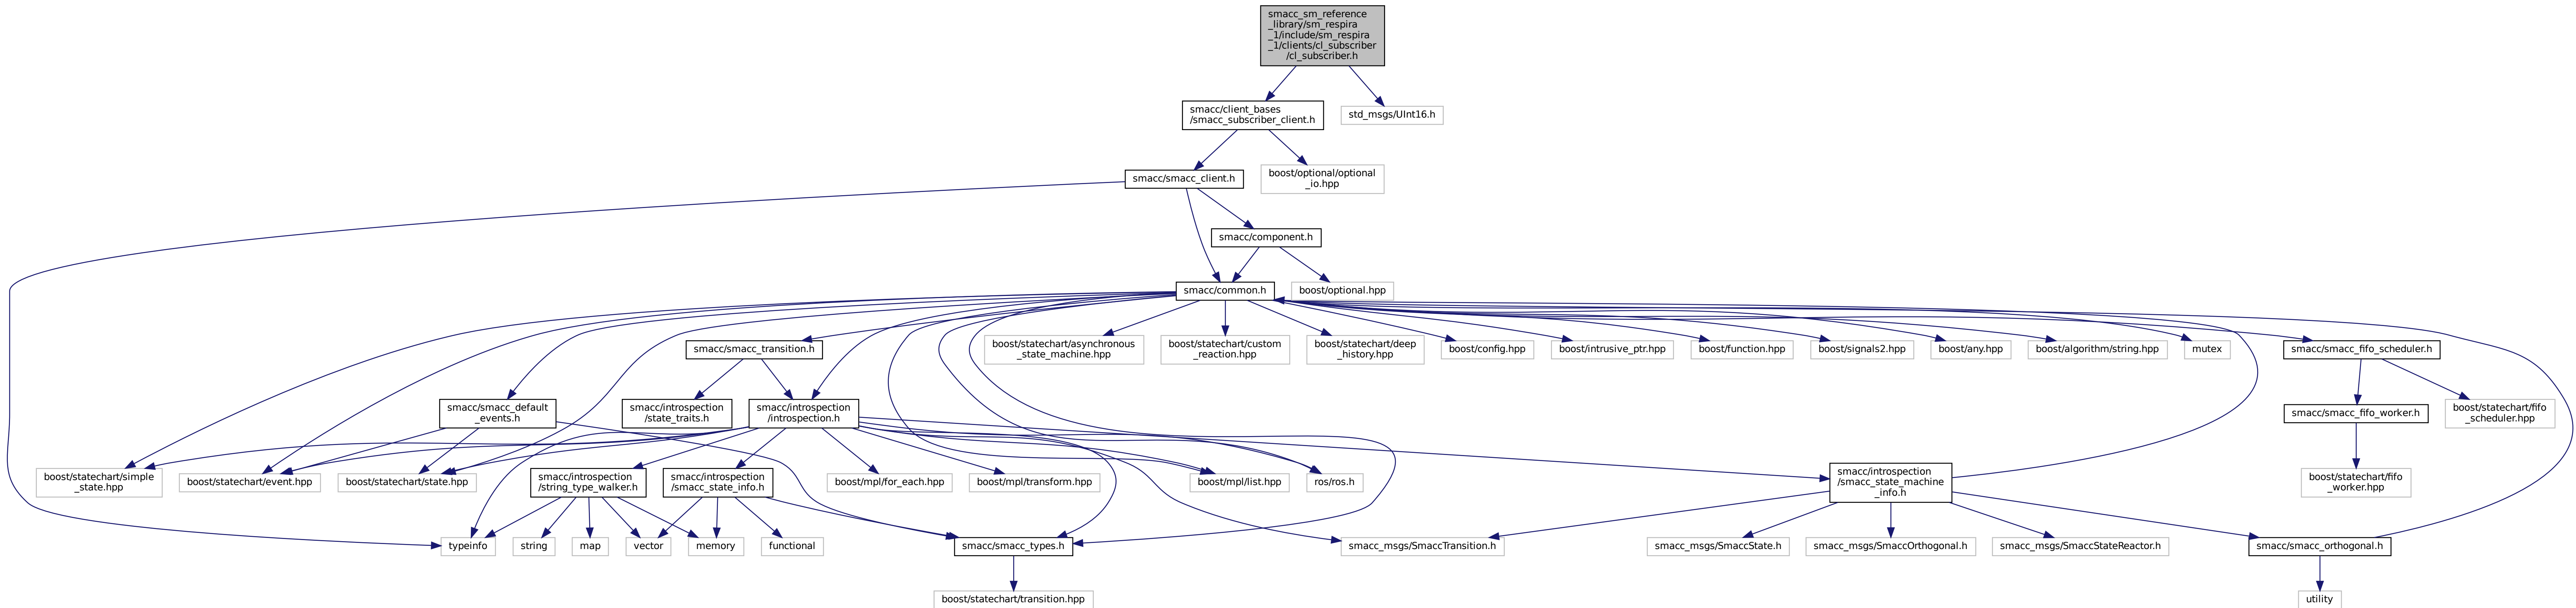 smacc_sm_reference
_library/sm_respira
_1/include/sm_respira
_1/clients/cl_subscriber
/cl_subscriber.h
smacc/client_bases
/smacc_subscriber_client.h
std_msgs/UInt16.h
smacc/smacc_client.h
boost/optional/optional
_io.hpp
smacc/component.h
smacc/common.h
boost/optional.hpp
smacc/smacc_transition.h
boost/statechart/asynchronous
_state_machine.hpp
boost/statechart/custom
_reaction.hpp
boost/statechart/deep
_history.hpp
boost/config.hpp
boost/intrusive_ptr.hpp
boost/function.hpp
boost/signals2.hpp
boost/any.hpp
boost/algorithm/string.hpp
mutex
smacc/smacc_fifo_scheduler.h
smacc/smacc_default
_events.h
smacc/introspection
/state_traits.h
smacc/introspection
/introspection.h
smacc/smacc_fifo_worker.h
boost/statechart/fifo
_scheduler.hpp
boost/statechart/simple
_state.hpp
boost/statechart/event.hpp
boost/statechart/state.hpp
smacc/introspection
/string_type_walker.h
smacc/introspection
/smacc_state_info.h
boost/mpl/for_each.hpp
boost/mpl/transform.hpp
boost/mpl/list.hpp
ros/ros.h
smacc/introspection
/smacc_state_machine
_info.h
boost/statechart/fifo
_worker.hpp
typeinfo
string
map
vector
memory
functional
smacc/smacc_types.h
smacc_msgs/SmaccTransition.h
smacc_msgs/SmaccState.h
smacc_msgs/SmaccOrthogonal.h
smacc_msgs/SmaccStateReactor.h
smacc/smacc_orthogonal.h
boost/statechart/transition.hpp
utility